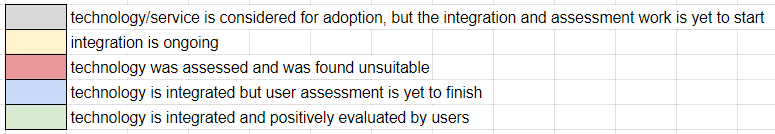 technology/service is considered for adoption, but the integration and assessment work is yet to start
integration is ongoing
technology was assessed and was found unsuitable
technology is integrated but user assessment is yet to finish
technology is integrated and positively evaluated by users